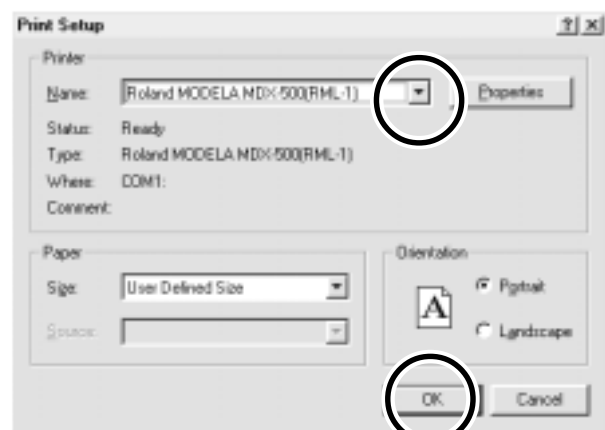 Print Setup
Printer
Name: Roland MODELA MDX-500(RML-1) Properties
Status: Ready
Type: Roland MODELA MDX-500(RML-1)
Where: COM1:
Comment:
Paper
Size: User Defined Size
Source:
Orientation
A
Portrait
Landscape
OK Cancel